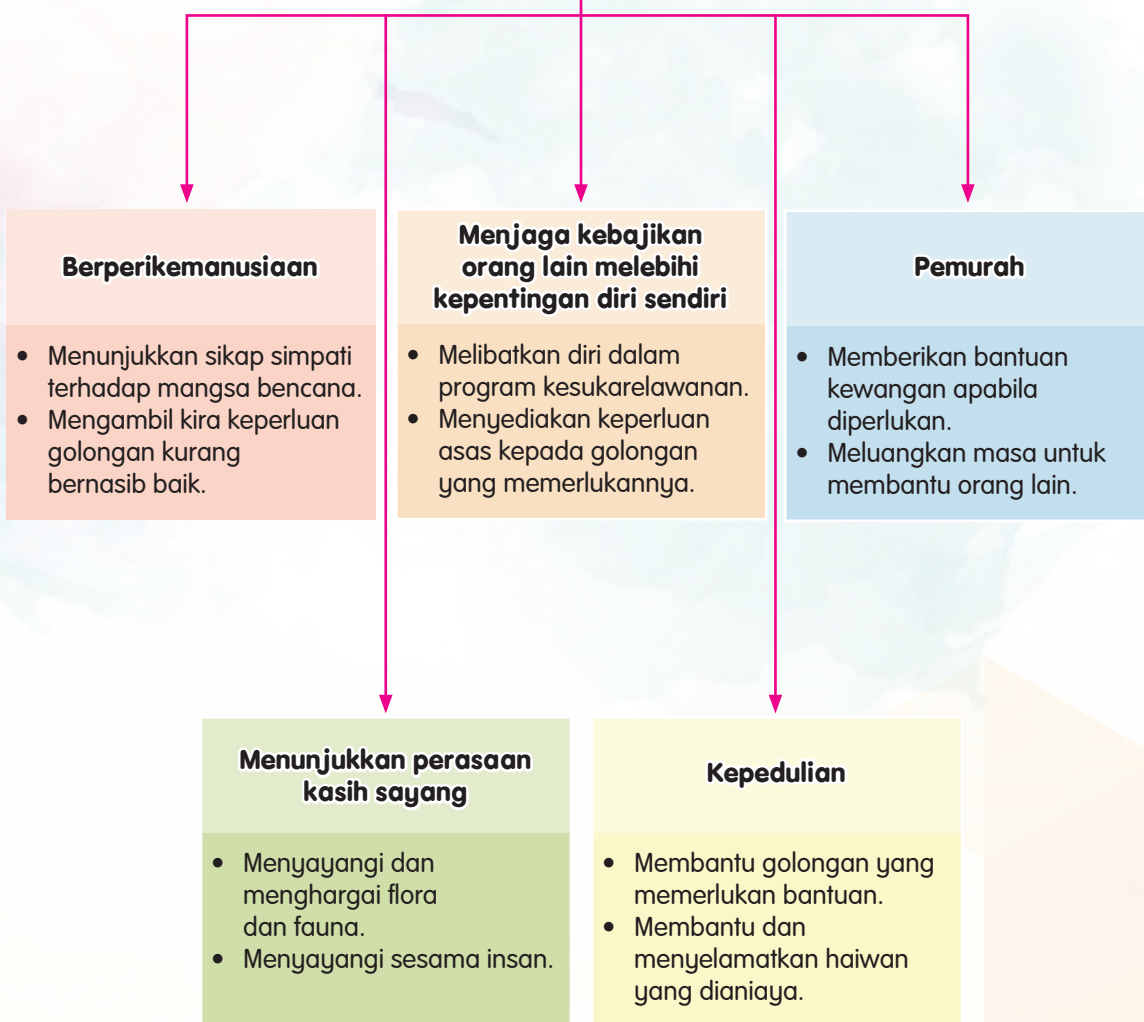 Berperikemanusiaan
• Menunjukkan sikap simpati
terhadap mangsa bencana.
• Mengambil kira keperluan
golongan kurang
bernasib baik.
Menjaga kebajikan
orang lain melebihi
kepentingan diri sendiri
• Melibatkan diri dalam
program kesukarelawanan.
• Menyediakan keperluan
asas kepada golongan
yang memerlukannya.
Pemurah
• Memberikan bantuan
kewangan apabila
diperlukan.
• Meluangkan masa untuk
membantu orang lain.
Menunjukkan perasaan
kasih sayang
• Menyayangi dan
menghargai flora
dan fauna.
• Menyayangi sesama insan.
Kepedulian
• Membantu golongan yang
memerlukan bantuan.
• Membantu dan
menyelamatkan haiwan
yang dianiaya.